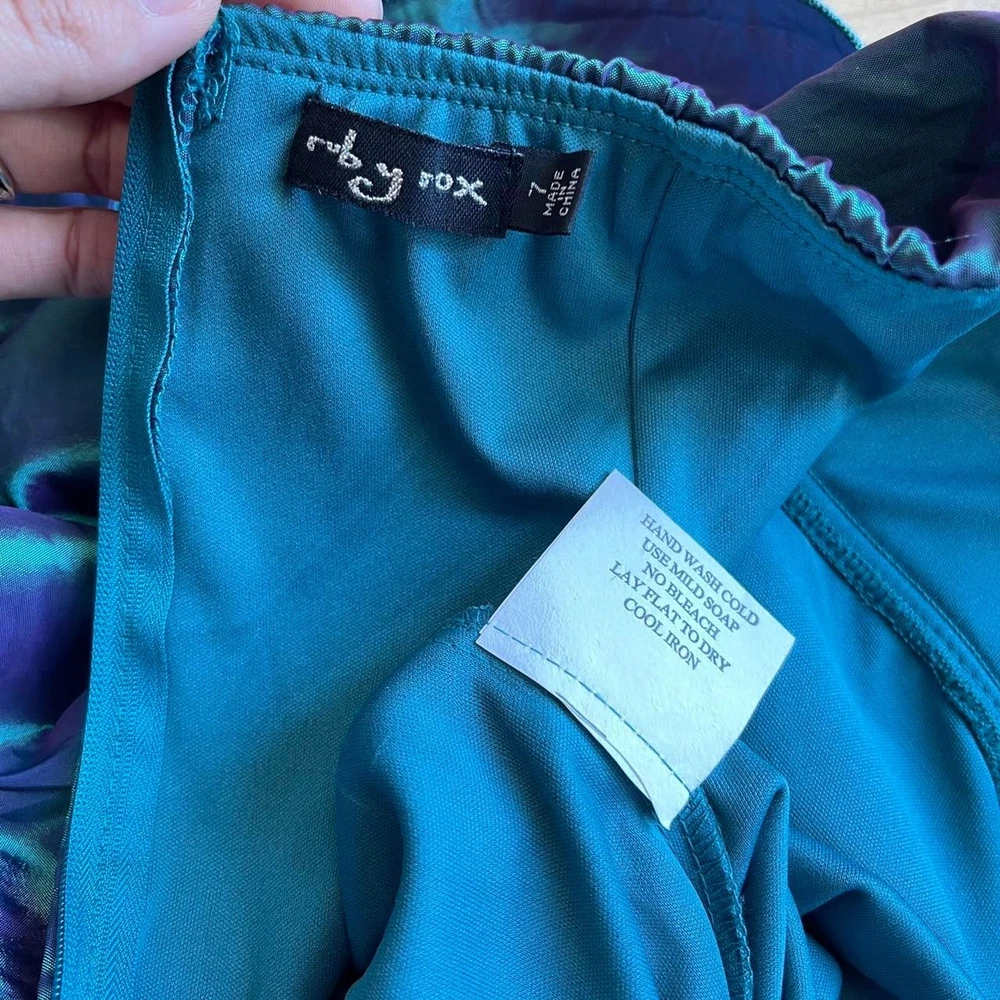 ruby rox
7
MADE
IN
CHINA
HAND WASH COLD
USE MILD SOAP
NO BLEACH
LAY FLAT TO DRY
COOL IRON